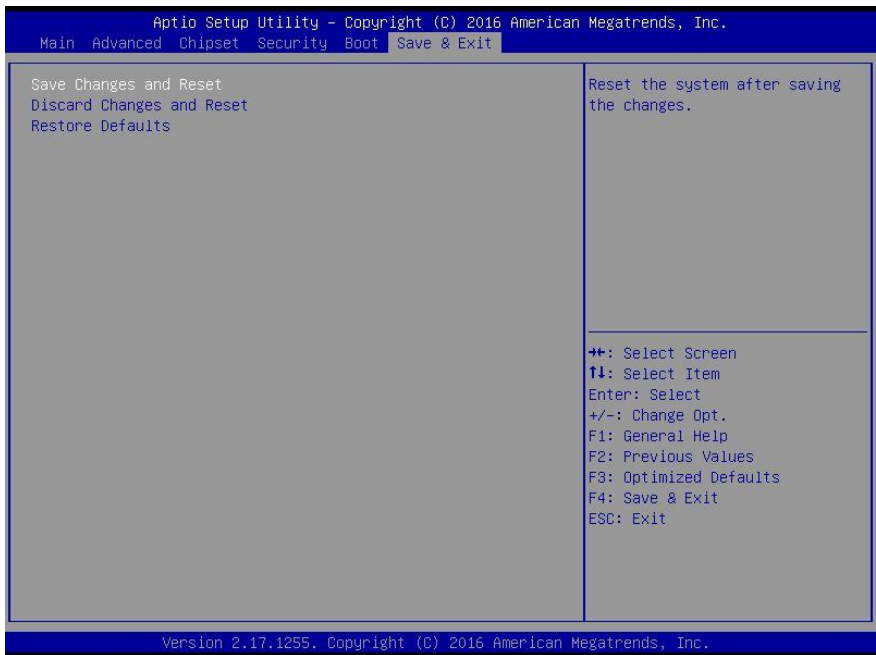 Aptio Setup Utility – Copyright (C) 2016 American Megatrends, Inc.
Main Advanced Chipset Security Boot Save & Exit
Save Changes and Reset
Discard Changes and Reset
Restore Defaults
Reset the system after saving
the changes.
→←: Select Screen
↑↓: Select Item
Enter: Select
+/-: Change Opt.
F1: General Help
F2: Previous Values
F3: Optimized Defaults
F4: Save & Exit
ESC: Exit
Version 2.17.1255. Copyright (C) 2016 American Megatrends, Inc.